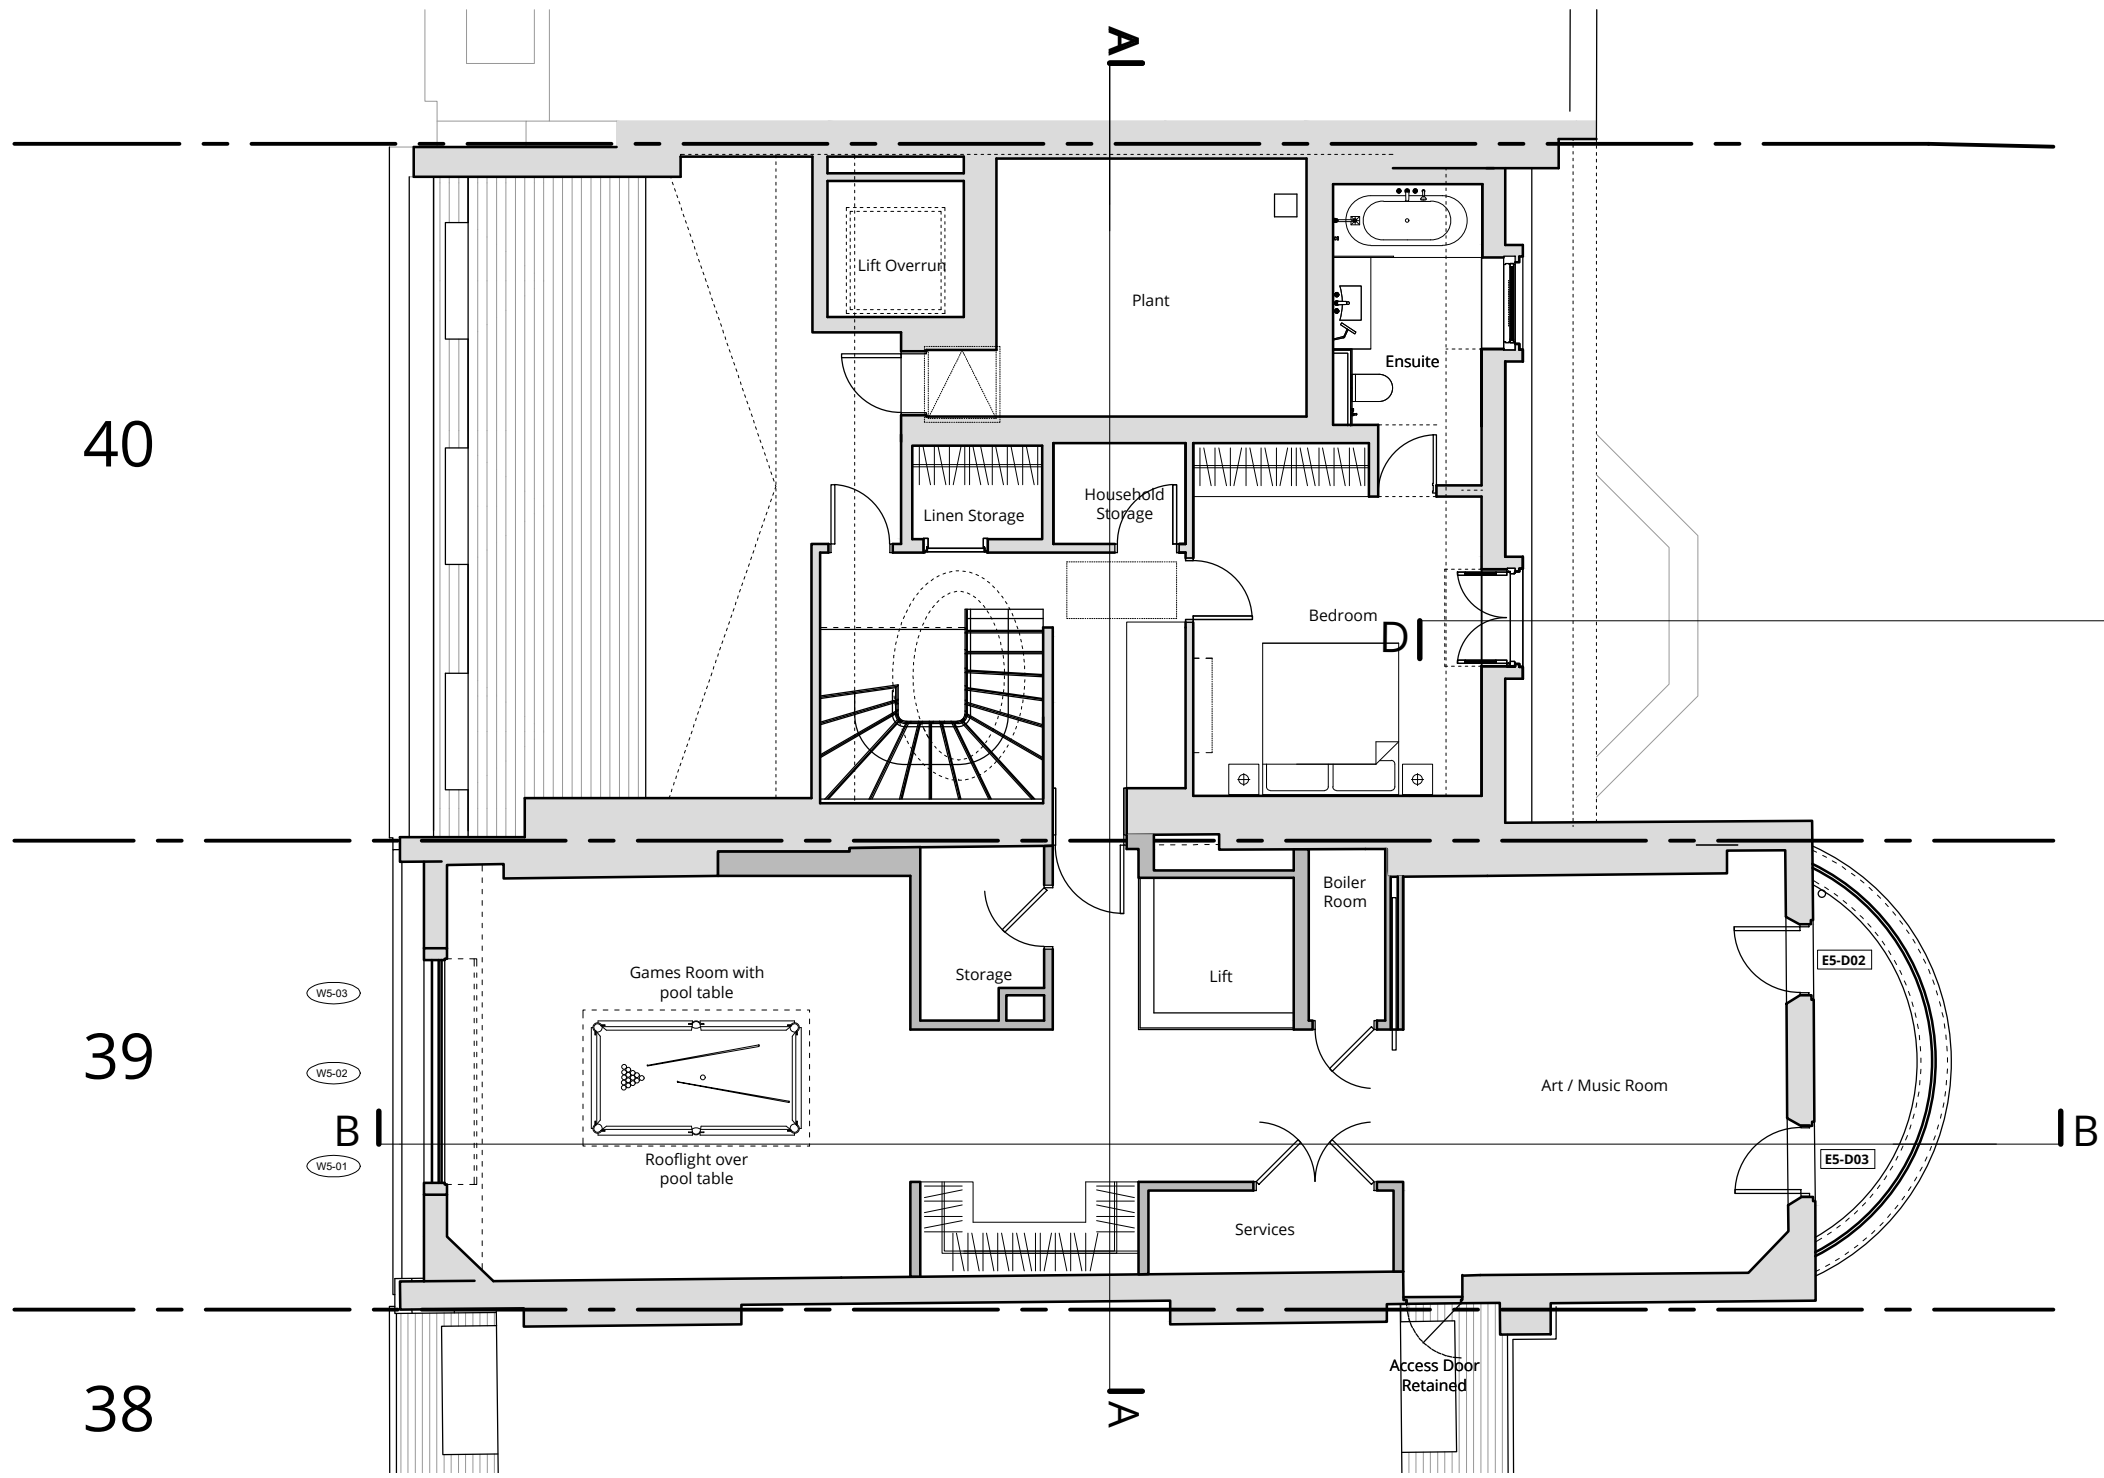 A
Lift Overrun
Plant
Ensuite
40
Household
Storage
Linen Storage
Bedroom
D
Boiler
Room
E5-D02
Games Room with
pool table
Storage
Lift
W5-03
39
W5-02
Art / Music Room
B
B
W5-01
Rooflight over
pool table
E5-D03
Services
Access Door
Retained
38
A